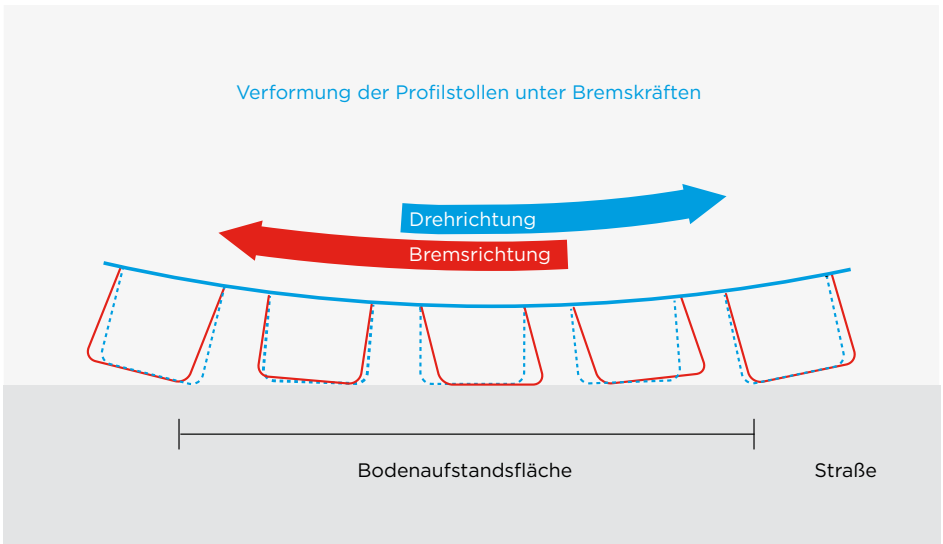 Verformung der Profilstollen unter Bremskräften
Drehrichtung
Bremsrichtung
Bodenaufstandsfläche
Straße